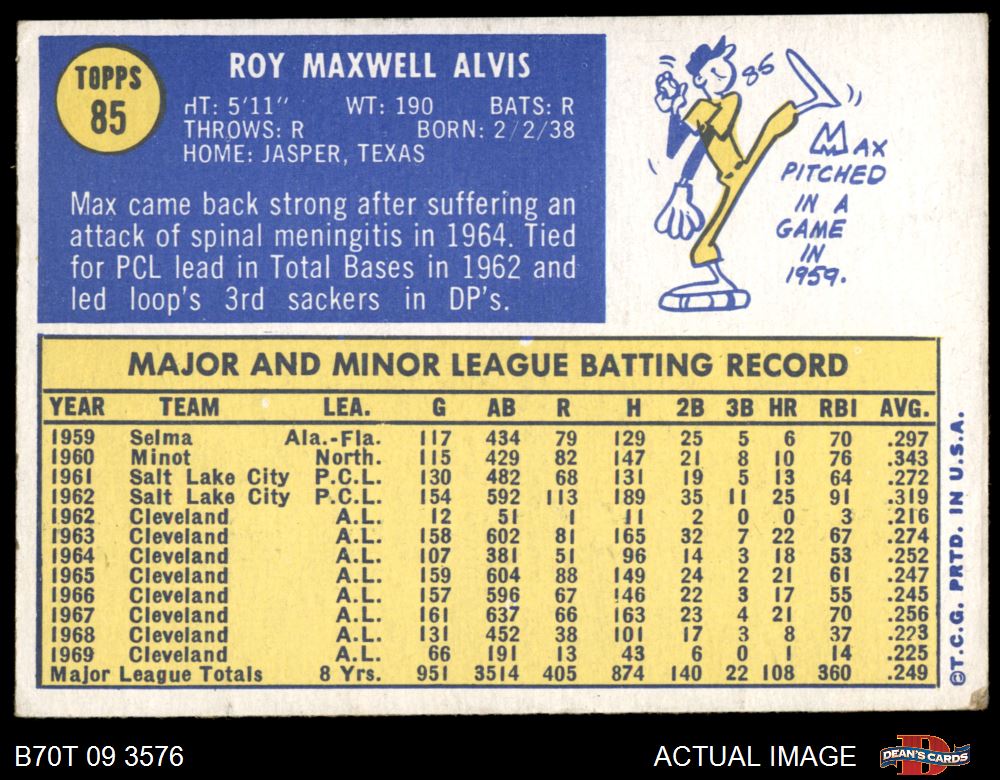 TOPPS
85
ROY MAXWELL ALVIS
HT: 5'11" WT: 190 BATS: R
THROWS: R BORN: 2/2/38
HOME: JASPER, TEXAS
Max came back strong after suffering an
attack of spinal meningitis in 1964. Tied
for PCL lead in Total Bases in 1962 and
led loop's 3rd sackers in DP's.
86
MAX
PITCHED
IN A
GAME
IN
1959.
MAJOR AND MINOR LEAGUE BATTING RECORD
YEAR TEAM LEA. G AB R H 2B 3B HR RBI AVG.
1959 Selma Ala.-Fla. 117 434 79 129 25 5 6 70 .297
1960 Minot North. 115 429 82 147 21 8 10 76 .343
1961 Salt Lake City P.C.L. 130 482 68 131 19 5 13 64 .272
1962 Salt Lake City P.C.L. 154 592 113 189 35 11 25 91 .319
1962 Cleveland A.L. 12 51 1 11 2 0 0 3 .216
1963 Cleveland A.L. 158 602 81 165 32 7 22 67 .274
1964 Cleveland A.L. 107 381 51 96 14 3 18 53 .252
1965 Cleveland A.L. 159 604 88 149 24 2 21 61 .247
1966 Cleveland A.L. 157 596 67 146 22 3 17 55 .245
1967 Cleveland A.L. 161 637 66 163 23 4 21 70 .256
1968 Cleveland A.L. 131 452 38 101 17 3 8 37 .223
1969 Cleveland A.L. 66 191 13 43 6 0 1 14 .225
Major League Totals 8 Yrs. 951 3514 405 874 140 22 108 360 .249
©T.C.G. PRTD. IN U.S.A.
B70T 09 3576
ACTUAL IMAGE
DEAN'S CARDS